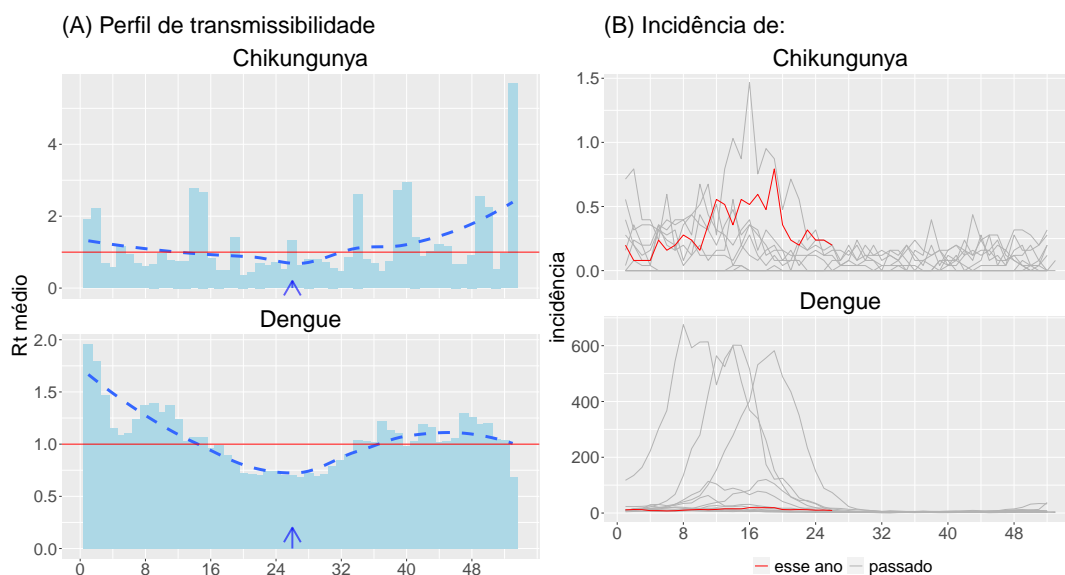 (A) Perfil de transmissibilidade
Chikungunya
4
2
1
0
Dengue
2.0
1.5
1.0
0.5
0.0
0 8 16 24 32 40 48
Rt médio
(B) Incidência de:
Chikungunya
1.5
1.0
0.5
0.0
Dengue
600
400
200
0
0 8 16 24 32 40 48
incidência
esse ano passado